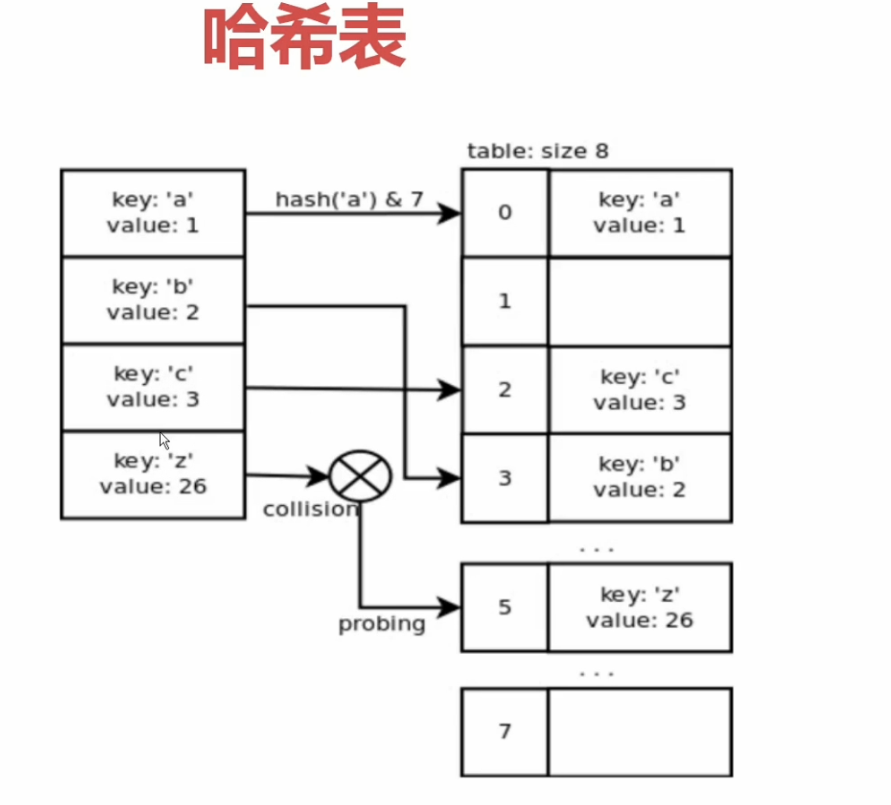 哈希表
table: size 8
key: 'a'
value: 1
hash('a') & 7
0
key: 'a'
value: 1
key: 'b'
value: 2
1
key: 'c'
value: 3
2
key: 'c'
value: 3
key: 'z'
value: 26
collision
3
key: 'b'
value: 2
. . .
probing
5
key: 'z'
value: 26
. . .
7